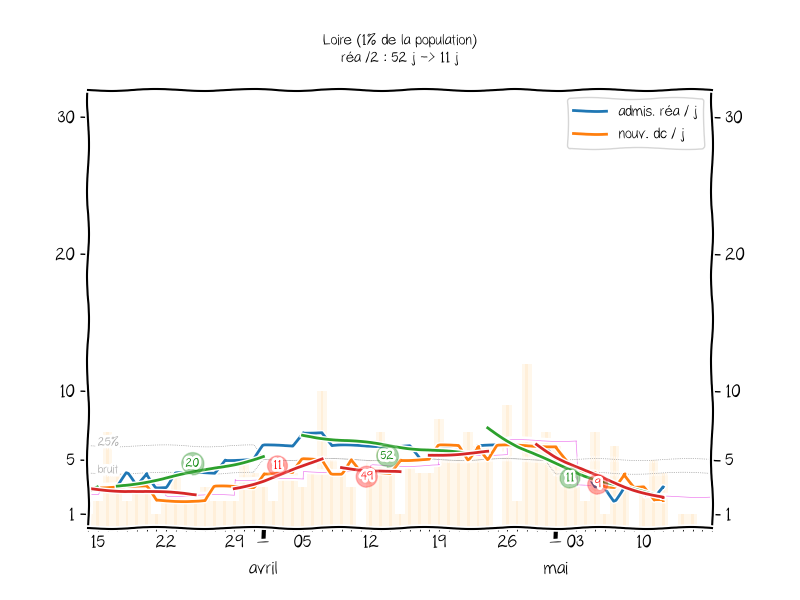 Loire (1% de la population)
réa /2 : 52 j -> 11 j
admis. réa / j
nouv. dc / j
30
30
20
20
10
10
25%
5
5
bruit
1
1
20
11
49
52
11
9
15 22 29 05 12 19 26 03 10
avril mai